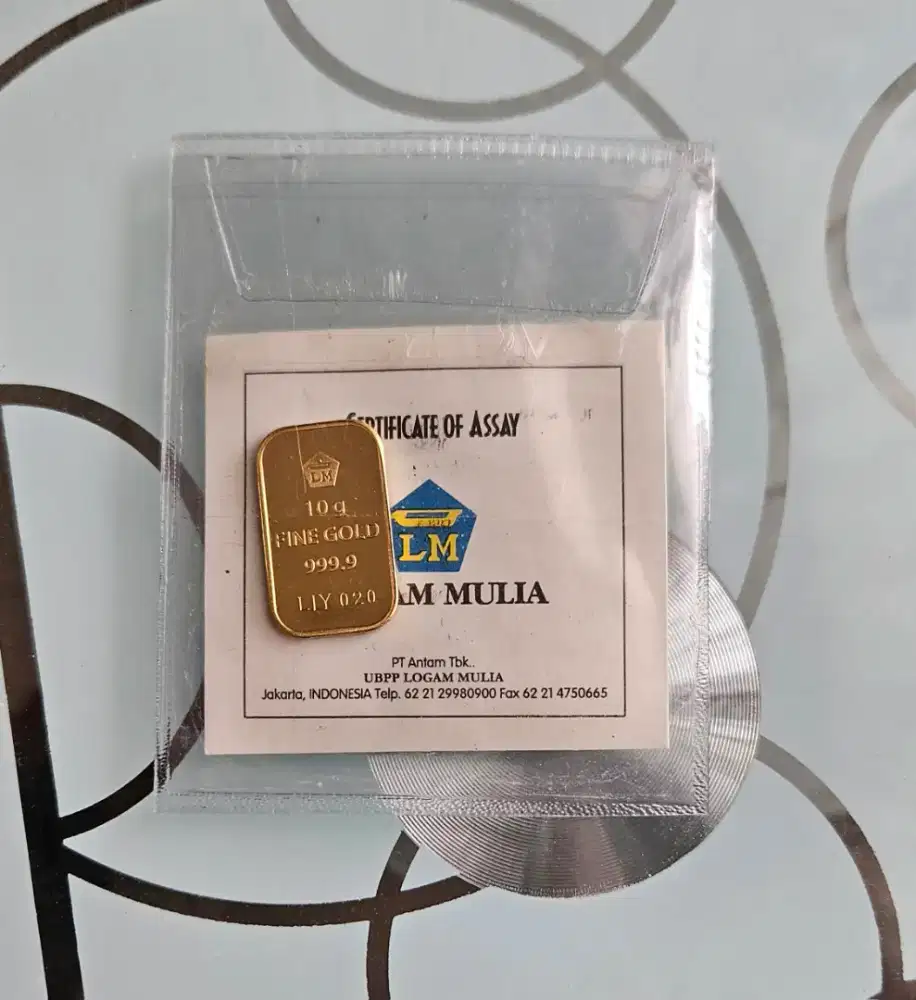 CERTIFICATE OF ASSAY
LM
10 g
FINE GOLD
999.9
LIY 020
LM
AM MULIA
PT Antam Tbk..
UBPP LOGAM MULIA
Jakarta, INDONESIA Telp. 62 21 29980900 Fax 62 21 4750665